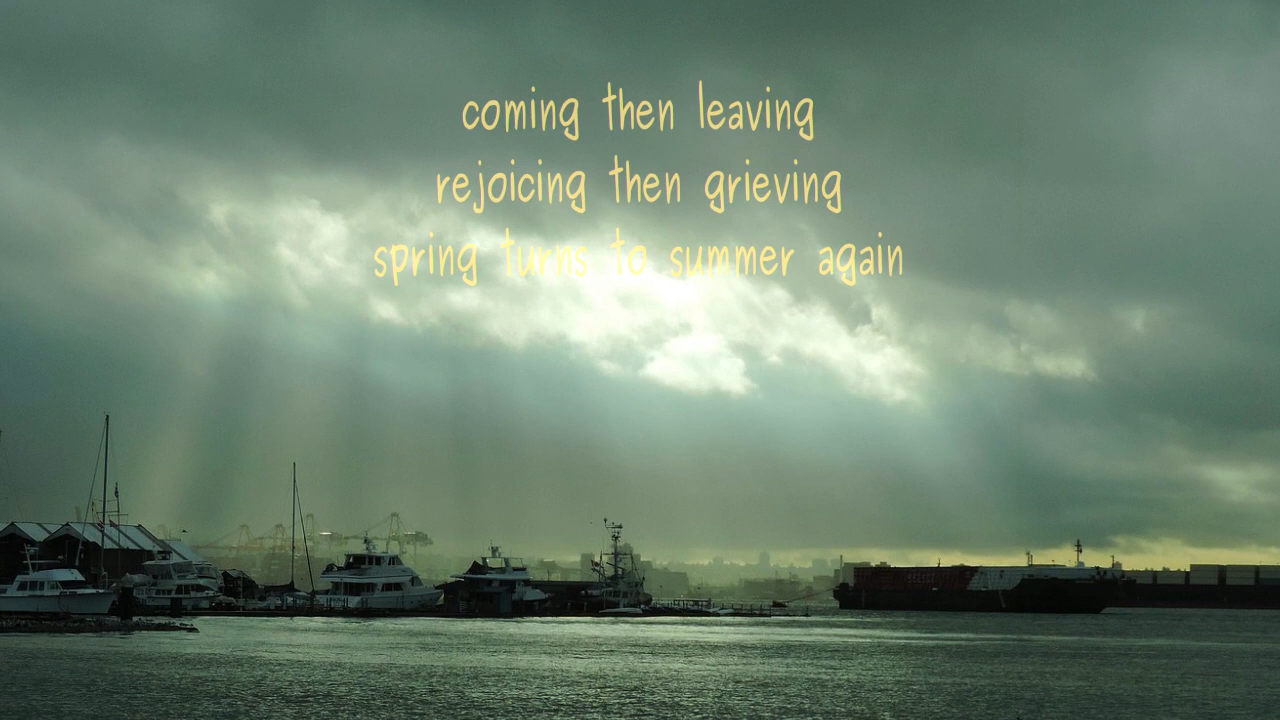 coming then leaving
rejoicing then grieving
spring turns to summer again